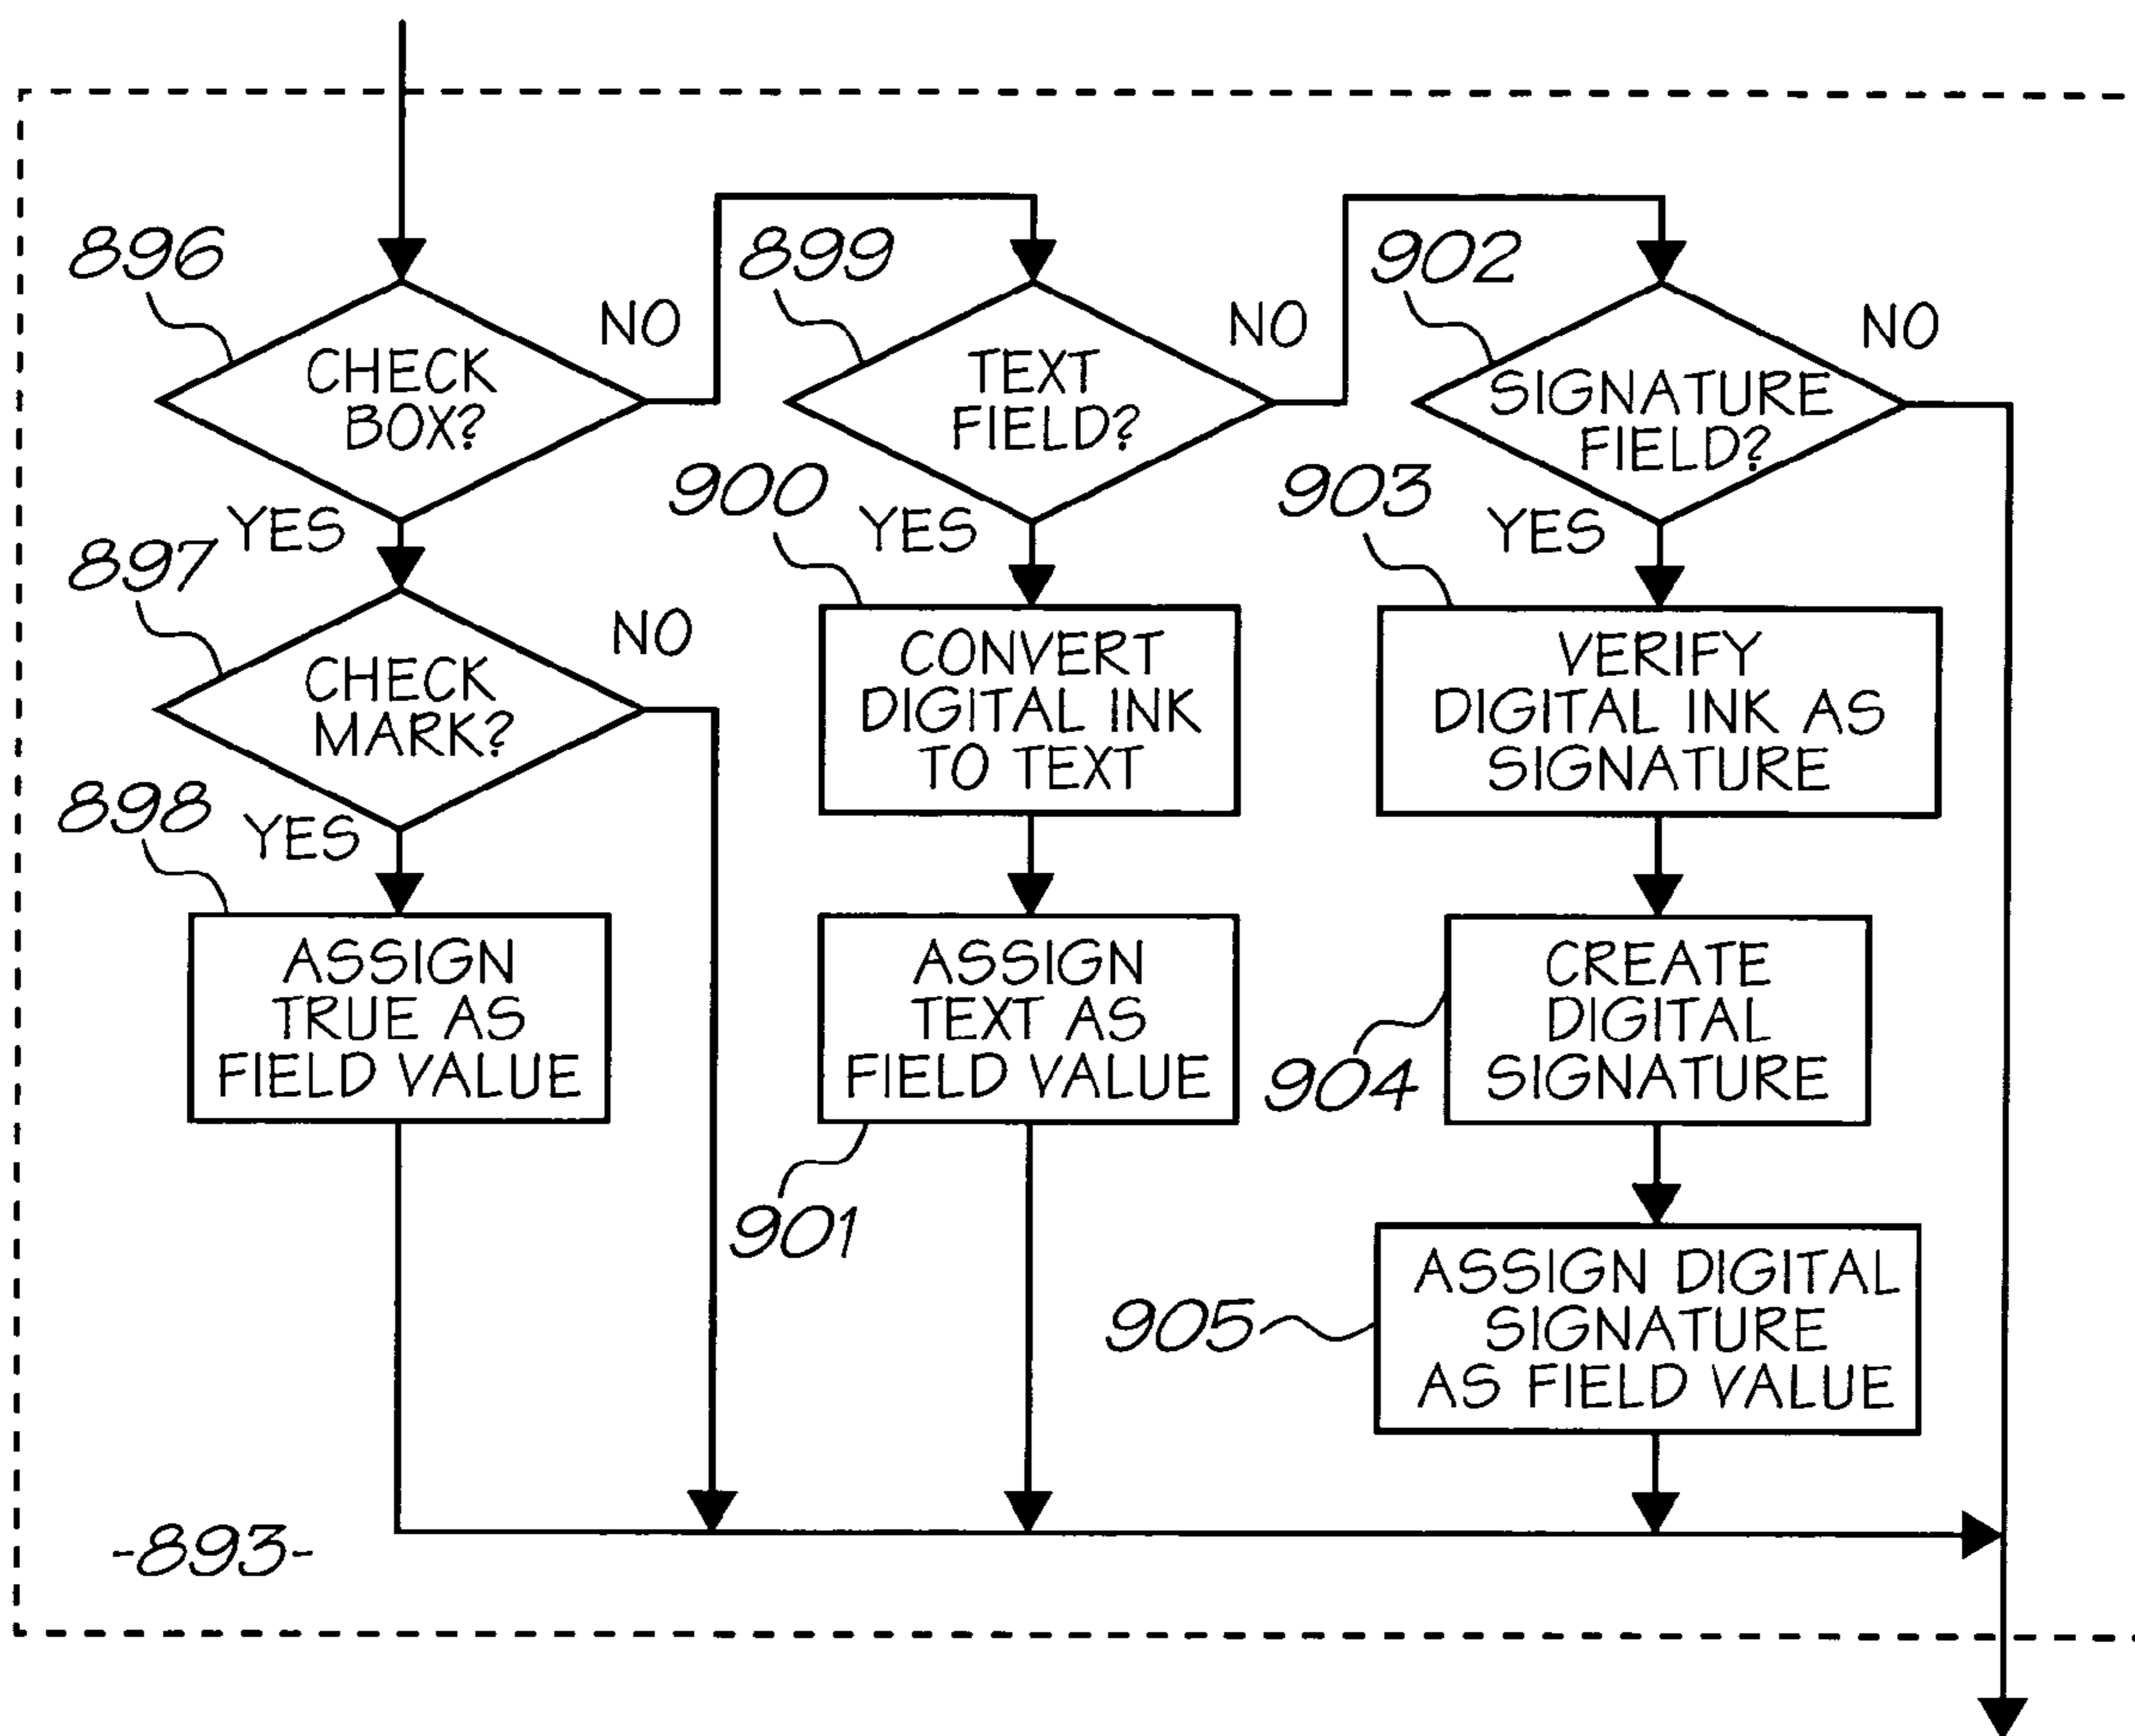 896
CHECK
BOX?
NO
YES
897
CHECK
MARK?
NO
898
YES
ASSIGN
TRUE AS
FIELD VALUE
899
TEXT
FIELD?
NO
900
YES
CONVERT
DIGITAL INK
TO TEXT
ASSIGN
TEXT AS
FIELD VALUE
901
902
SIGNATURE
FIELD?
NO
903
YES
VERIFY
DIGITAL INK AS
SIGNATURE
CREATE
DIGITAL
SIGNATURE
904
ASSIGN DIGITAL
SIGNATURE
AS FIELD VALUE
905
-893-